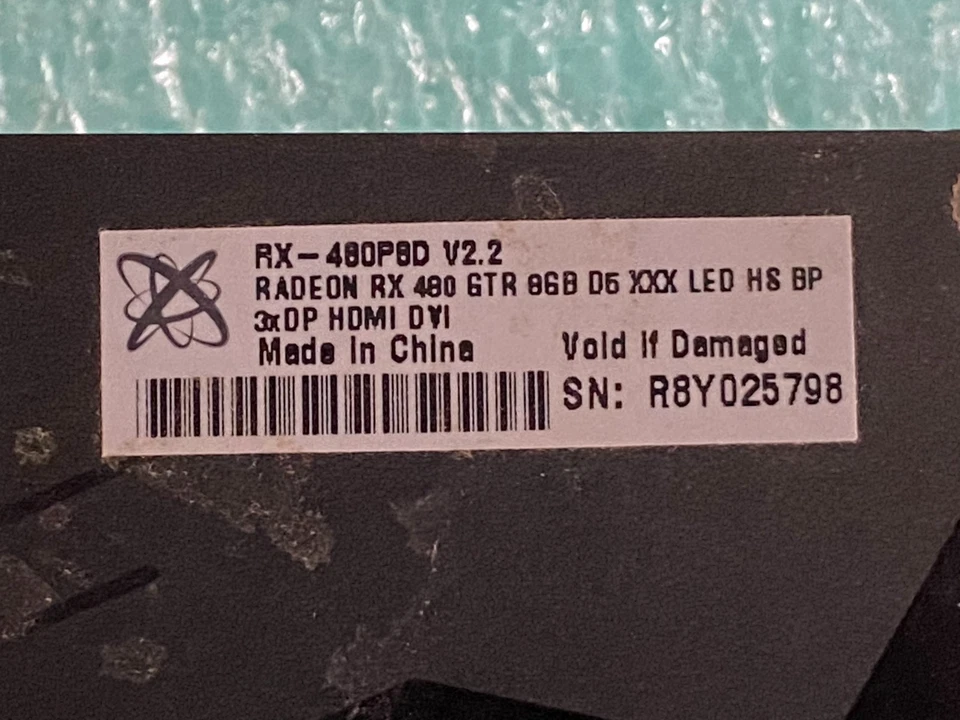 RX-480P8D V2.2
RADEON RX 480 GTR 8GB D5 XXX LED HS BP
3xDP HDMI DVI
Made In China
Void If Damaged
SN: R8Y025798